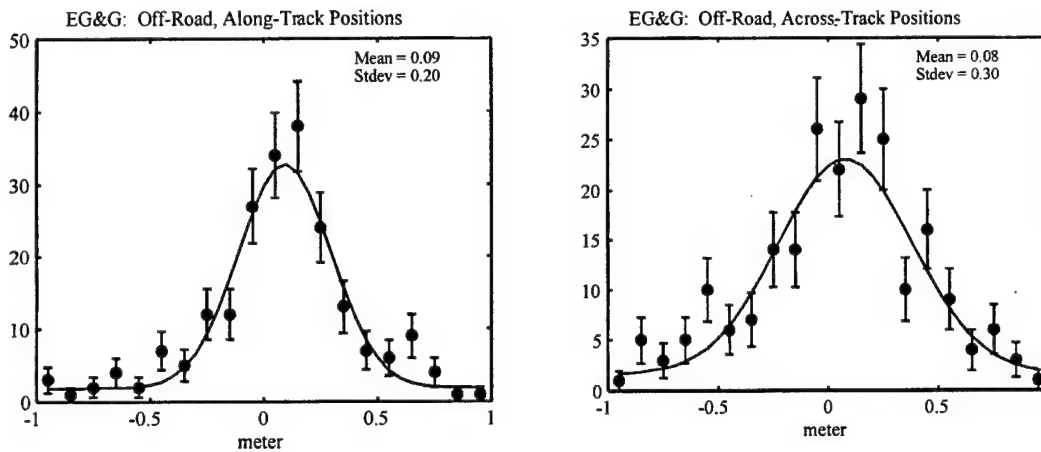 EG&G: Off-Road, Along-Track Positions
Mean = 0.09
Stdev = 0.20
50
40
30
20
10
0
-1
-0.5
0
0.5
1
meter
EG&G: Off-Road, Across-Track Positions
Mean = 0.08
Stdev = 0.30
35
30
25
20
15
10
5
0
-1
-0.5
0
0.5
meter